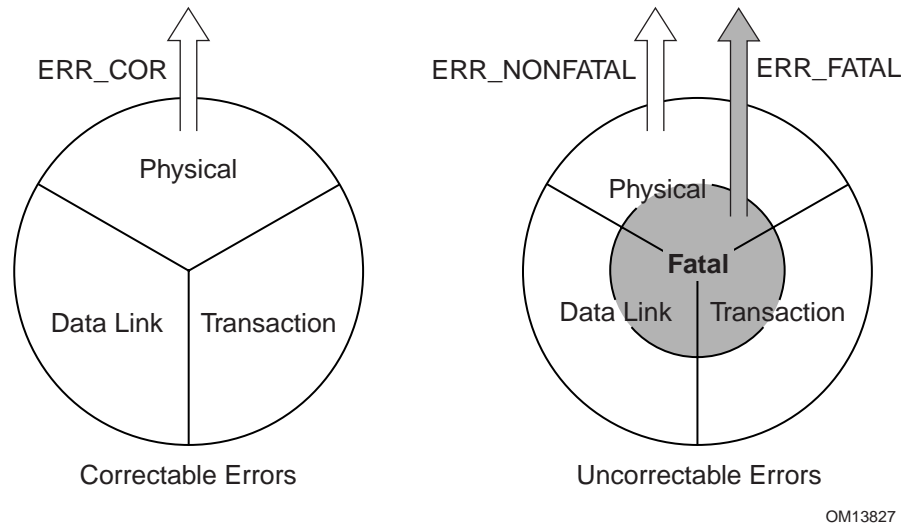 ERR_COR
Physical
Data Link
Transaction
Correctable Errors
ERR_NONFATAL
ERR_FATAL
Physical
Fatal
Data Link
Transaction
Uncorrectable Errors
OM13827